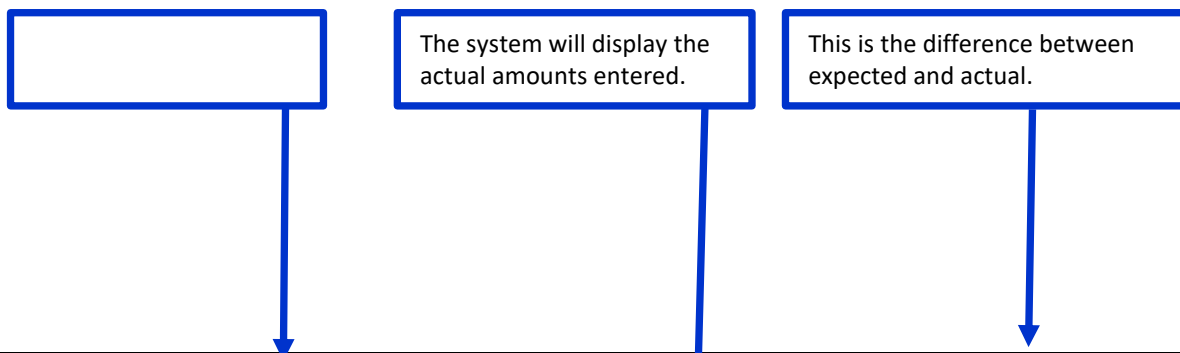 The system will display the
actual amounts entered.
This is the difference between
expected and actual.